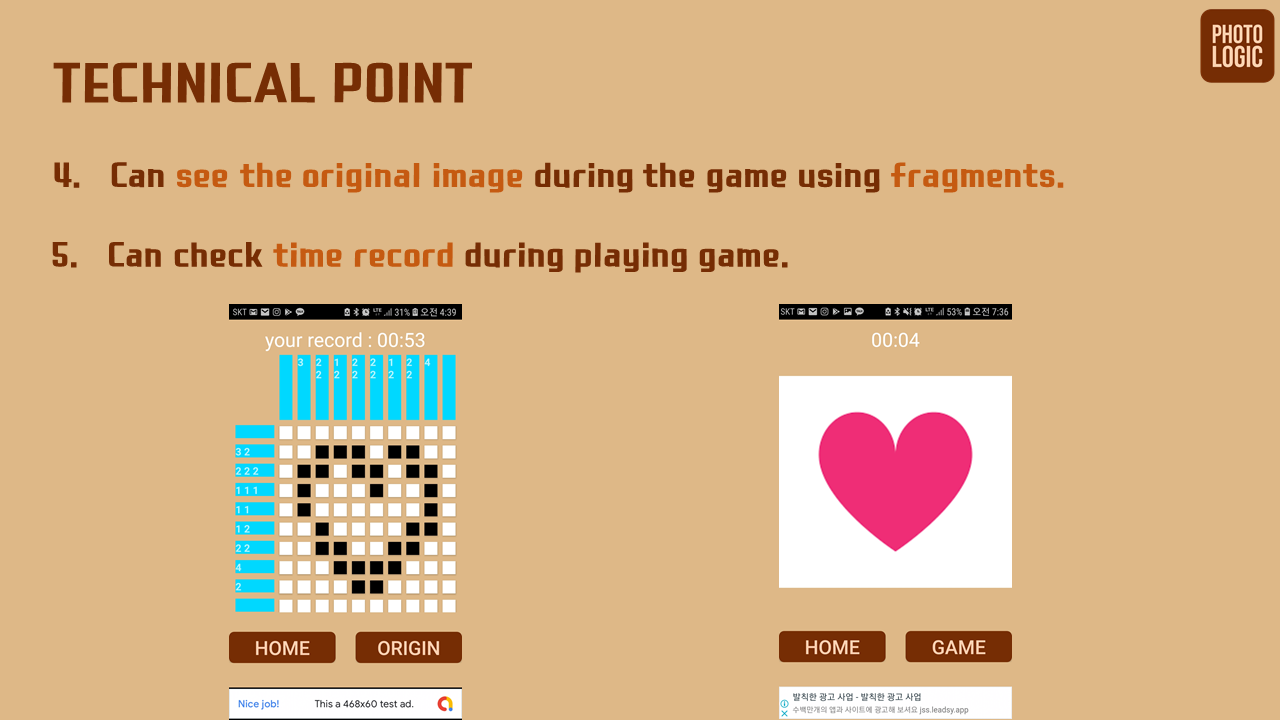 PHOTO
LOGIC
TECHNICAL POINT
4. Can see the original image during the game using fragments.
5. Can check time record during playing game.
SKT LTE 31% 오전 4:39
your record : 00:53
3 2 1 2 2 1 2 4
2 2 2 2 2 2
3 2
2 2 2
1 1 1
1 1
1 2
2 2
4
2
HOME ORIGIN
Nice job! This a 468x60 test ad.
SKT LTE 53% 오전 7:36
00:04
HOME GAME
발칙한 광고 사업 - 발칙한 광고 사업
수백만개의 앱과 사이트에 광고해 보세요 jss.leadsy.app